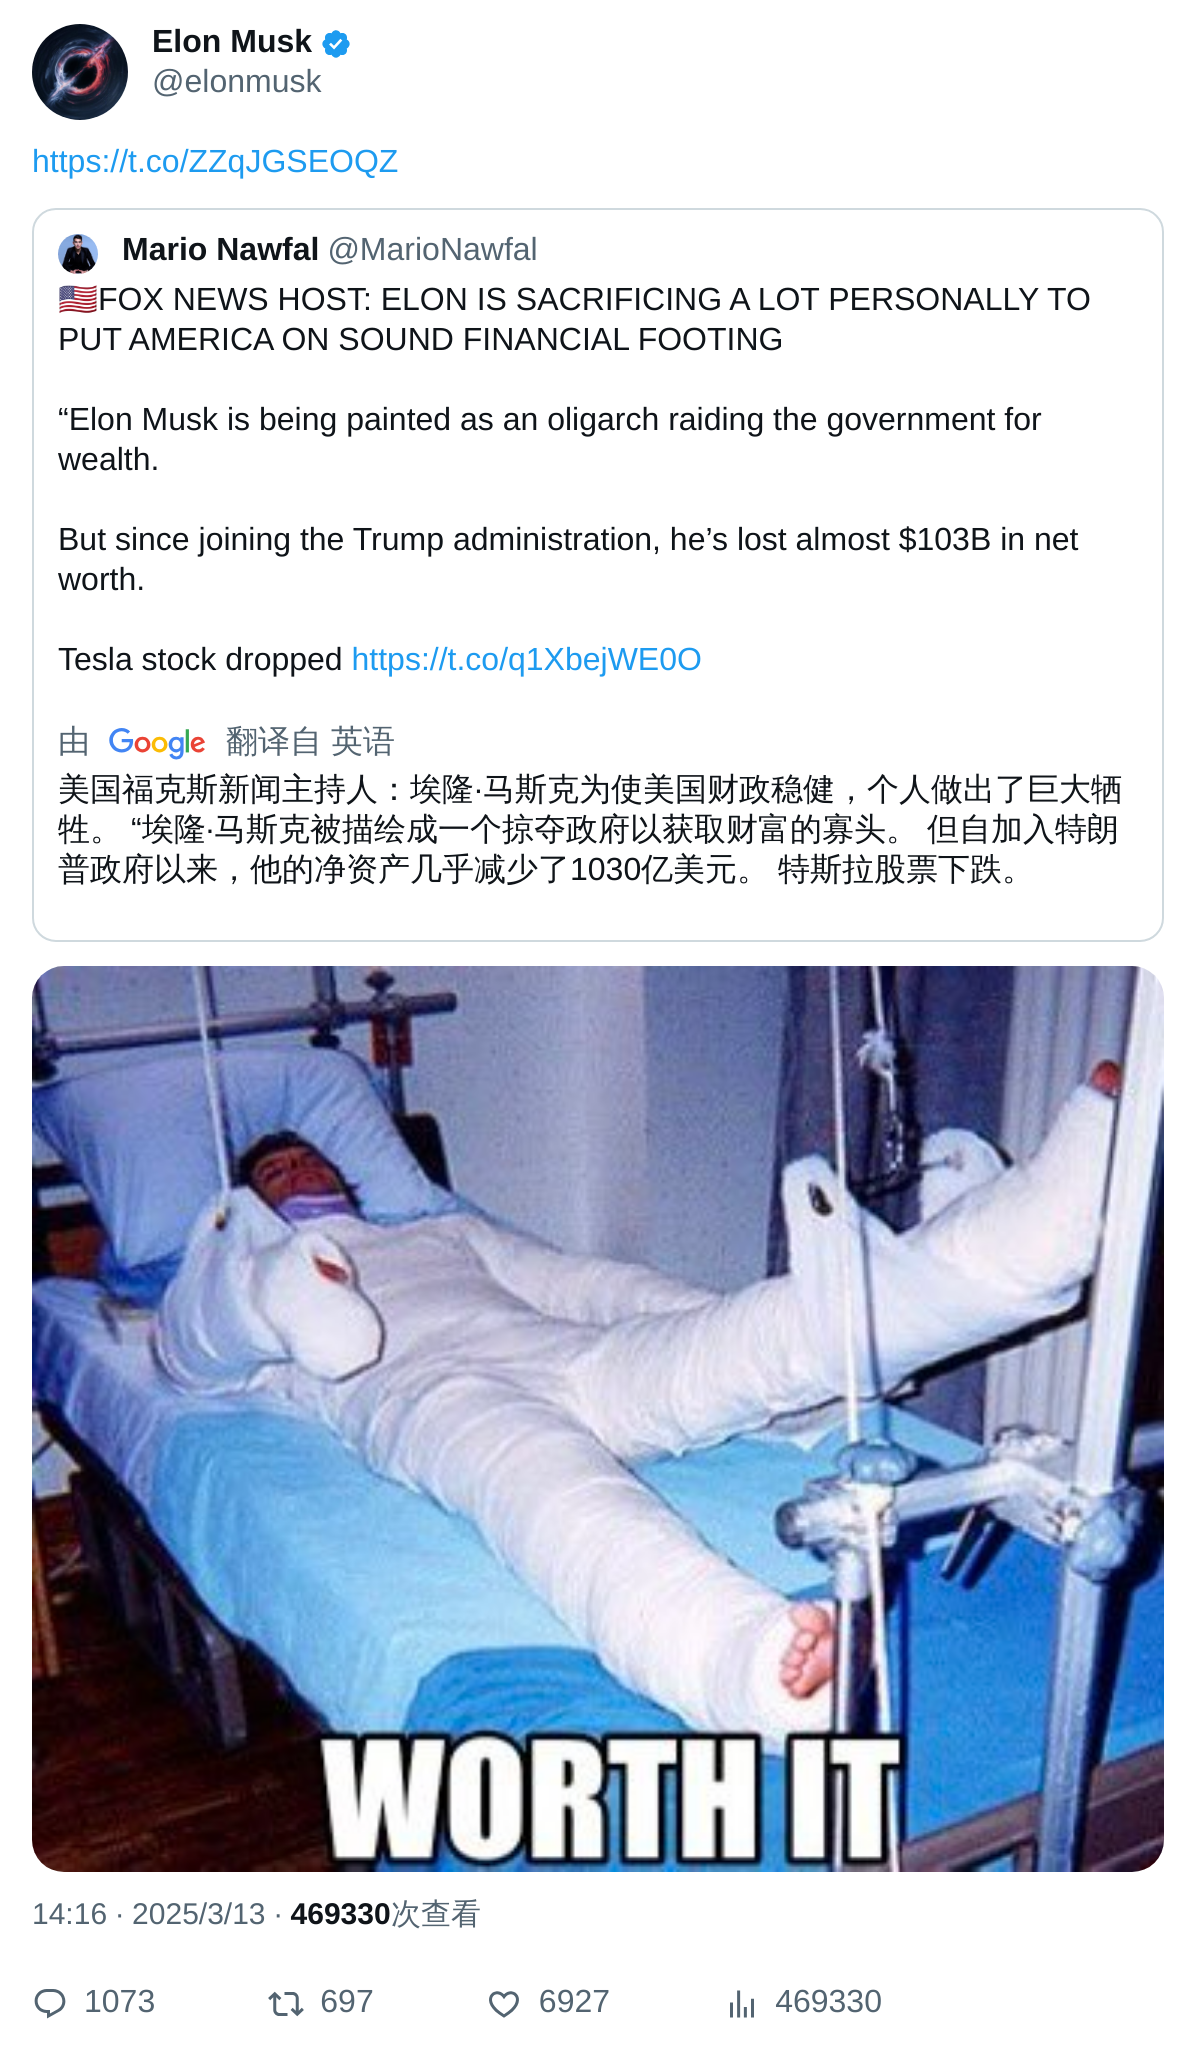 Elon Musk
@elonmusk
https://t.co/ZZqJGSEOQZ
Mario Nawfal @MarioNawfal
🇺🇸FOX NEWS HOST: ELON IS SACRIFICING A LOT PERSONALLY TO
PUT AMERICA ON SOUND FINANCIAL FOOTING
“Elon Musk is being painted as an oligarch raiding the government for
wealth.
But since joining the Trump administration, he’s lost almost $103B in net
worth.
Tesla stock dropped https://t.co/q1XbejWE0O
由 Google 翻译自 英语
美国福克斯新闻主持人：埃隆·马斯克为使美国财政稳健，个人做出了巨大牺
牲。 “埃隆·马斯克被描绘成一个掠夺政府以获取财富的寡头。 但自加入特朗
普政府以来，他的净资产几乎减少了1030亿美元。 特斯拉股票下跌。
WORTH IT
14:16 · 2025/3/13 · 469330次查看
1073 697 6927 469330